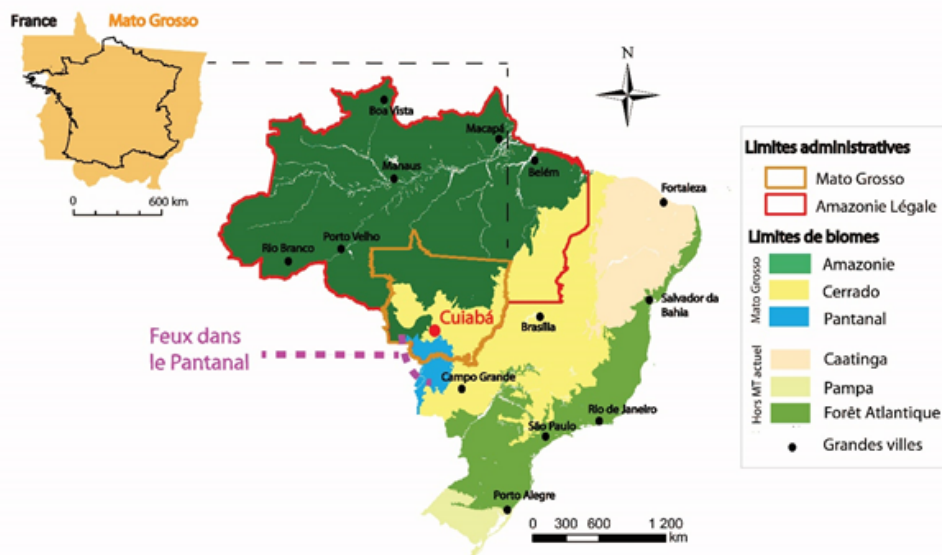 France
Mato Grosso
0 600 km
N
Boa Vista
Macapá
Manaus
Belém
Fortaleza
Rio Branco
Porto Velho
Salvador da
Bahia
Cuiabá
Brasília
Feux dans
le Pantanal
Campo Grande
Rio de Janeiro
São Paulo
Porto Alegre
0 300 600 1 200
km
Limites administratives
Mato Grosso
Amazonie Légale
Limites de biomes
Mato Grosso
Amazonie
Cerrado
Pantanal
Hors MT actuel
Caatinga
Pampa
Forêt Atlantique
Grandes villes